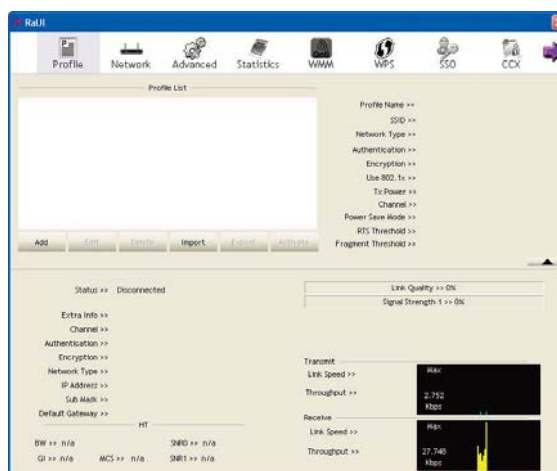 RaUI
Profile Network Advanced Statistics WMM WPS SSO CCX
Profile List
Profile Name >>
SSID >>
Network Type >>
Authentication >>
Encryption >>
Use 802.1x >>
Tx Power >>
Channel >>
Power Save Mode >>
RTS Threshold >>
Fragment Threshold >>
Add Edit Delete Import Export Activate
Status >> Disconnected
Extra Info >>
Channel >>
Authentication >>
Encryption >>
Network Type >>
IP Address >>
Sub Mask >>
Default Gateway >>
HT
BW >> n/a SNR0 >> n/a
GI >> n/a MCS >> n/a SNR1 >> n/a
Link Quality >> 0%
Signal Strength 1 >> 0%
Transmit
Link Speed >> Max
Throughput >> 2.752
Kbps
Receive
Link Speed >> Max
Throughput >> 27.748
Kbps